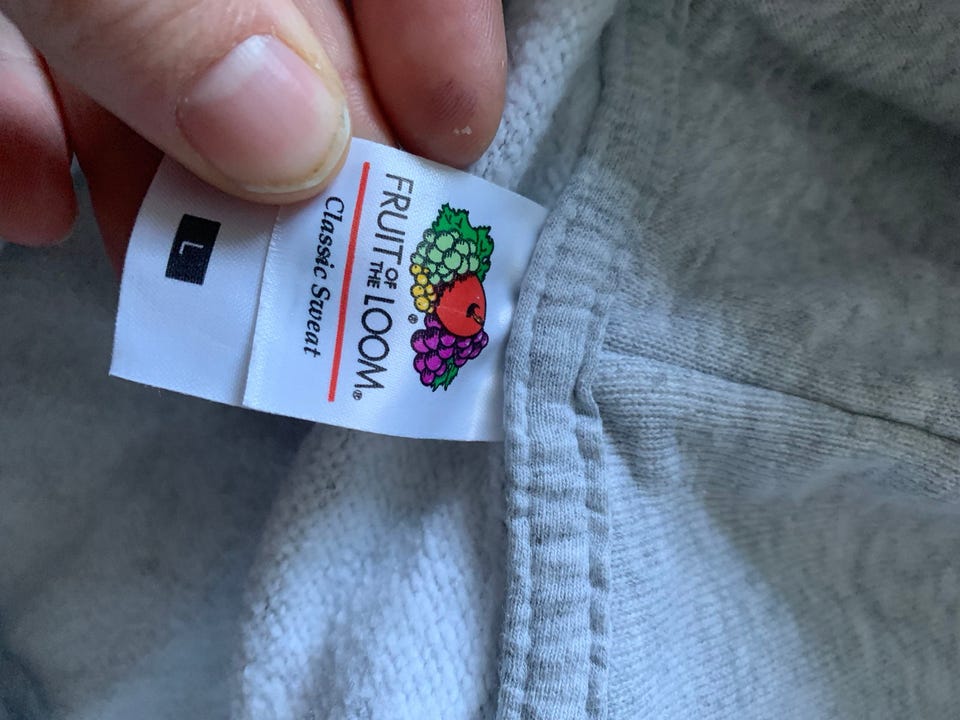 FRUIT OF THE LOOM®
®
Classic Sweat
L